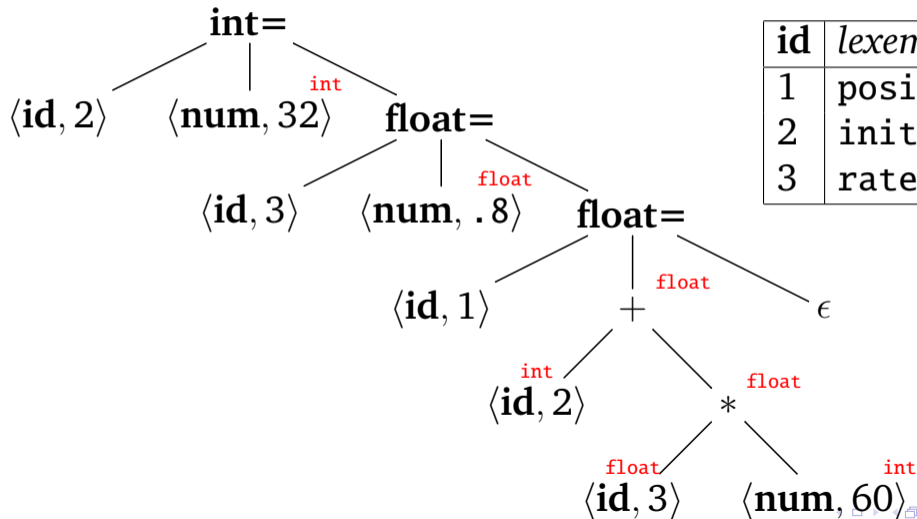 int=
id lexem
1 posi
2 init
3 rate
⟨id, 2⟩ ⟨num, 32⟩ int float=
⟨id, 3⟩ ⟨num, .8⟩ float float=
⟨id, 1⟩ + float ϵ
⟨id, 2⟩ int * float
⟨id, 3⟩ float ⟨num, 60⟩ int